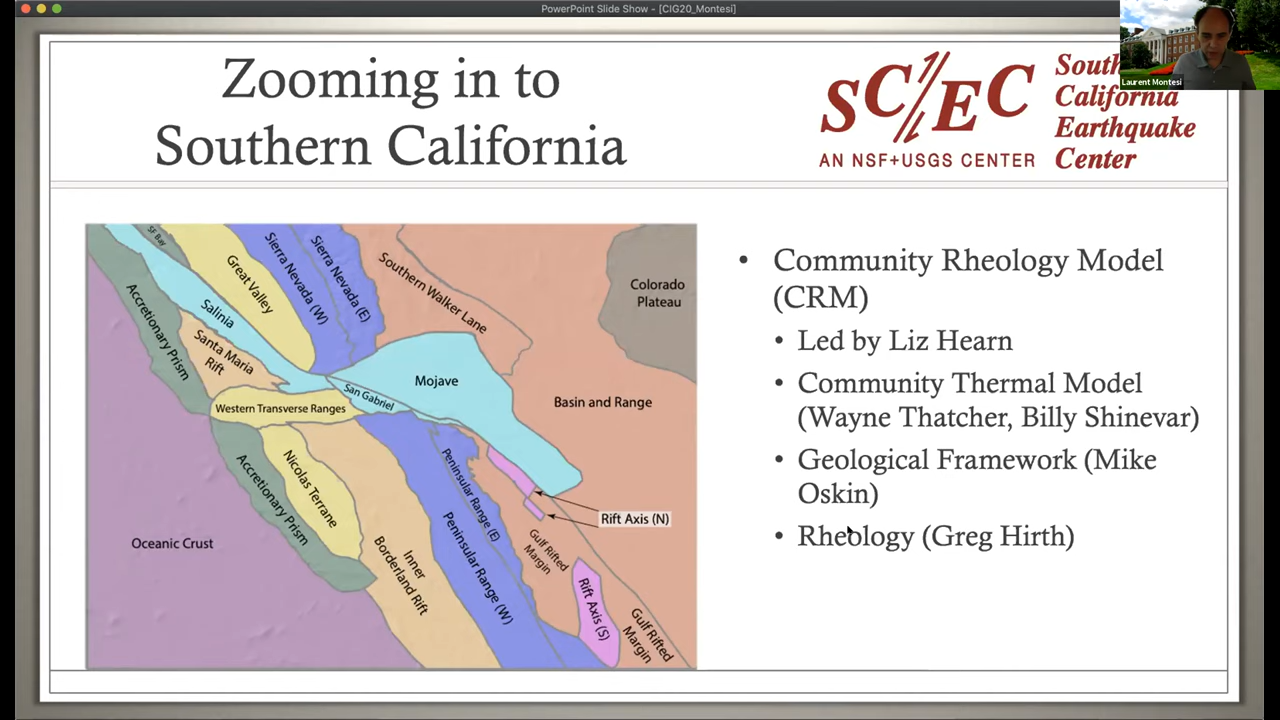 PowerPoint Slide Show - [CIG20_Montesi]
Laurent Montesi
Zooming in to
Southern California
SC//EC
AN NSF+USGS CENTER
California
Earthquake
Center
SF Bay
Great Valley
Sierra Nevada (W)
Sierra Nevada (E)
Southern Walker Lane
Colorado
Plateau
Accretionary Prism
Salinia
Santa Maria
Rift
Mojave
San Gabriel
Western Transverse Ranges
Basin and Range
Accretionary Prism
Nicolas Terrane
Peninsular Range (E)
Peninsular Range (W)
Rift Axis (N)
Oceanic Crust
Inner
Borderland Rift
Gulf Rifted
Margin
Rift Axis (S)
Gulf Rifted
Margin
• Community Rheology Model
(CRM)
• Led by Liz Hearn
• Community Thermal Model
(Wayne Thatcher, Billy Shinevar)
• Geological Framework (Mike
Oskin)
• Rheology (Greg Hirth)